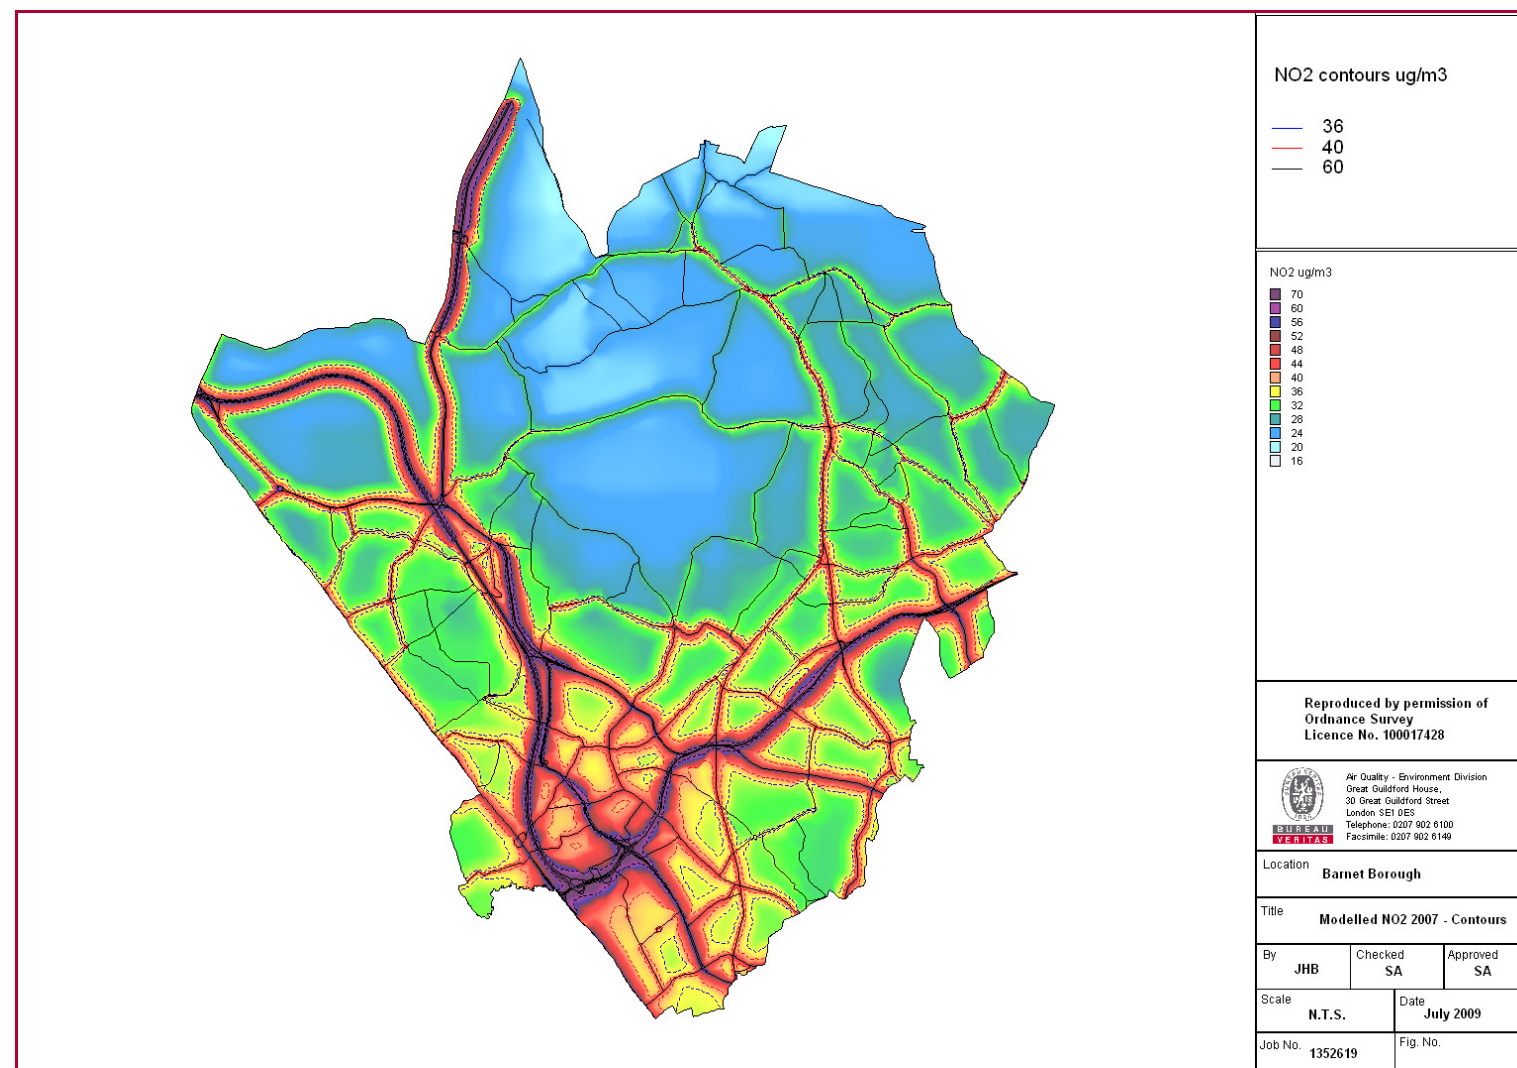 NO2 contours ug/m3
36
40
60
NO2 ug/m3
70
60
56
52
48
44
40
36
32
28
24
20
16
Reproduced by permission of
Ordnance Survey
Licence No. 100017428
Air Quality - Environment Division
Great Guildford House,
30 Great Guildford Street
London SE1 0ES
Telephone: 0207 902 6100
Facsimile: 0207 902 6149
BUREAU
VERITAS
Location
Barnet Borough
Title
Modelled NO2 2007 - Contours
By
JHB
Checked
SA
Approved
SA
Scale
N.T.S.
Date
July 2009
Job No.
1352619
Fig. No.